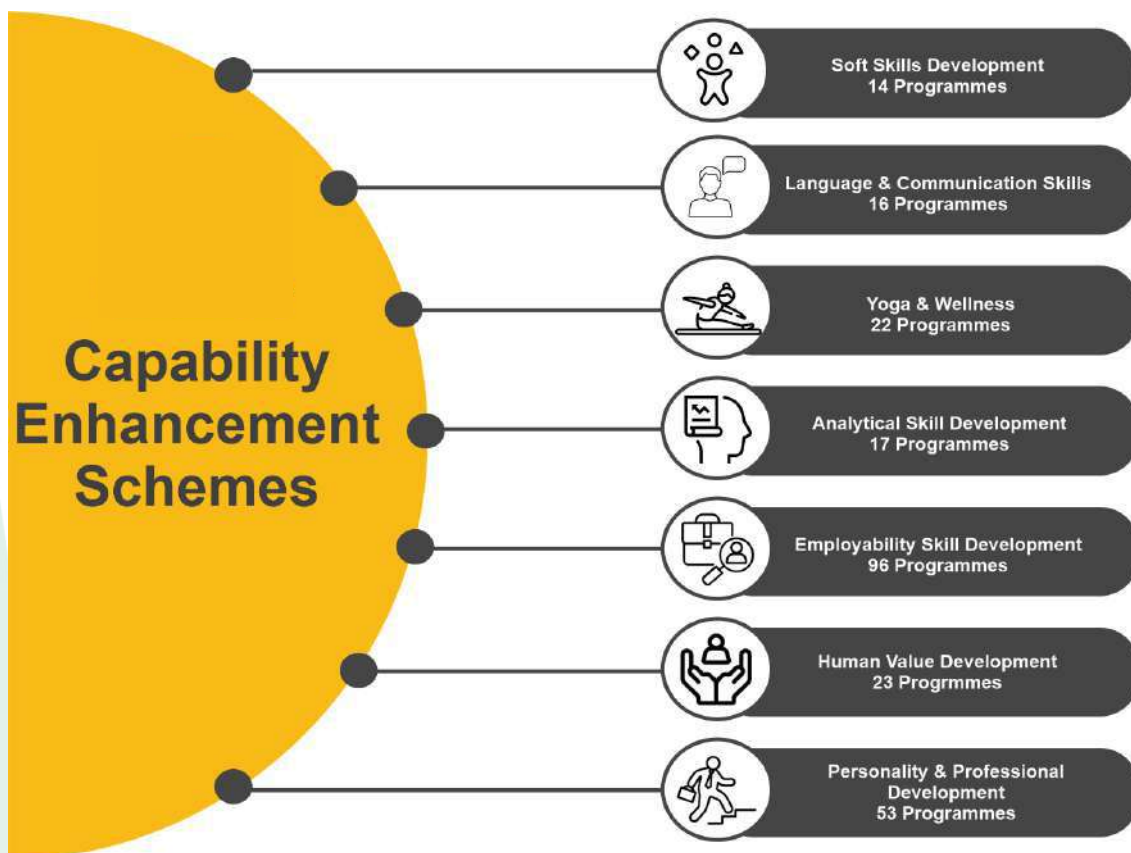 Capability
Enhancement
Schemes
Soft Skills Development
14 Programmes
Language & Communication Skills
16 Programmes
Yoga & Wellness
22 Programmes
Analytical Skill Development
17 Programmes
Employability Skill Development
96 Programmes
Human Value Development
23 Progrmmes
Personality & Professional
Development
53 Programmes